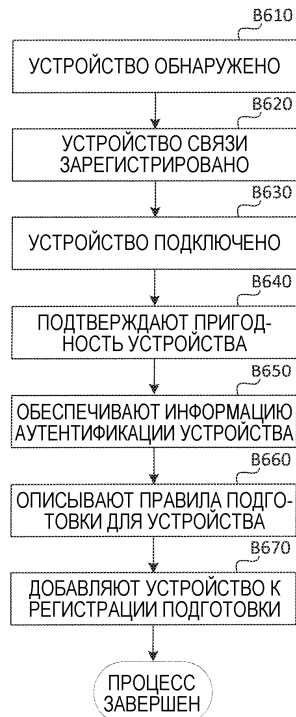 B610
УСТРОЙСТВО ОБНАРУЖЕНО
B620
УСТРОЙСТВО СВЯЗИ
ЗАРЕГИСТРИРОВАНО
B630
УСТРОЙСТВО ПОДКЛЮЧЕНО
B640
ПОДТВЕРЖДАЮТ ПРИГОД-
НОСТЬ УСТРОЙСТВА
B650
ОБЕСПЕЧИВАЮТ ИНФОРМАЦИЮ
АУТЕНТИФИКАЦИИ УСТРОЙСТВА
B660
ОПИСЫВАЮТ ПРАВИЛА ПОДГО-
ТОВКИ ДЛЯ УСТРОЙСТВА
B670
ДОБАВЛЯЮТ УСТРОЙСТВО К
РЕГИСТРАЦИИ ПОДГОТОВКИ
ПРОЦЕСС
ЗАВЕРШЕН